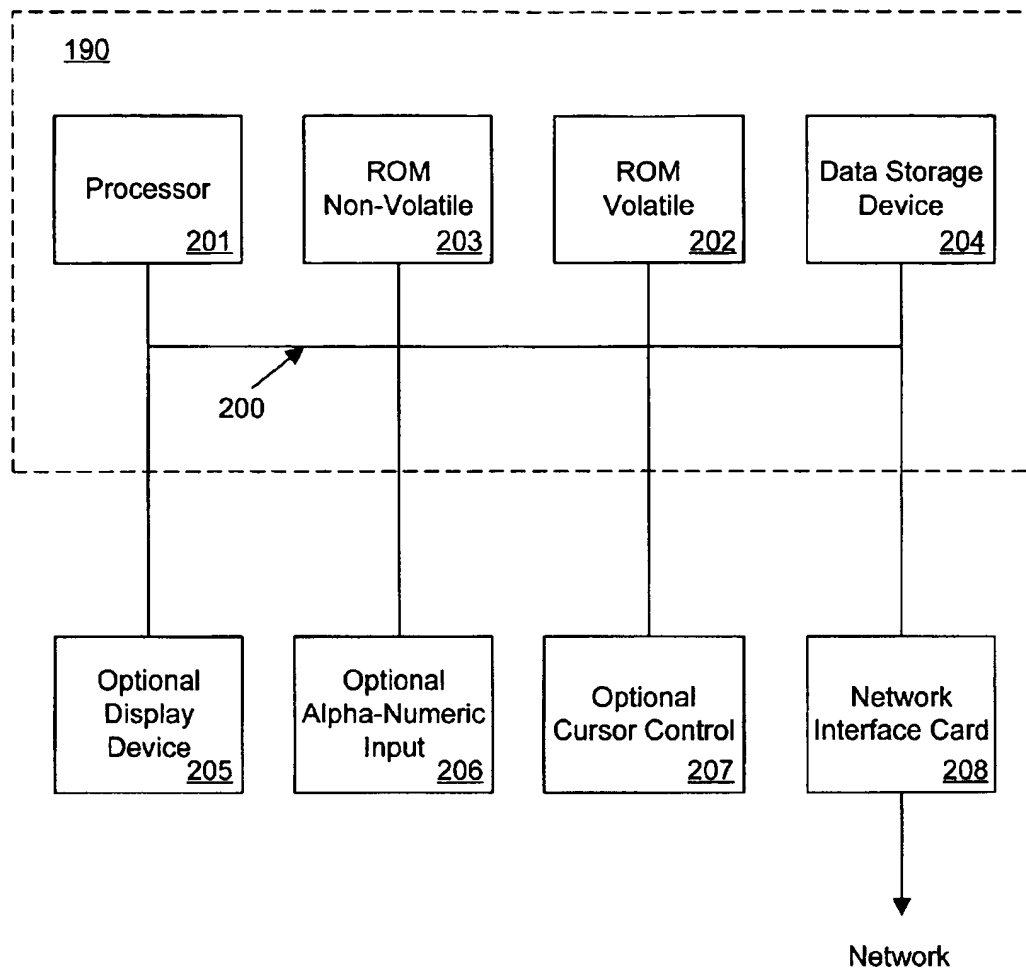 190
Processor
201
ROM
Non-Volatile
203
ROM
Volatile
202
Data Storage
Device
204
200
Optional
Display
Device
205
Optional
Alpha-Numeric
Input
206
Optional
Cursor Control
207
Network
Interface Card
208
Network